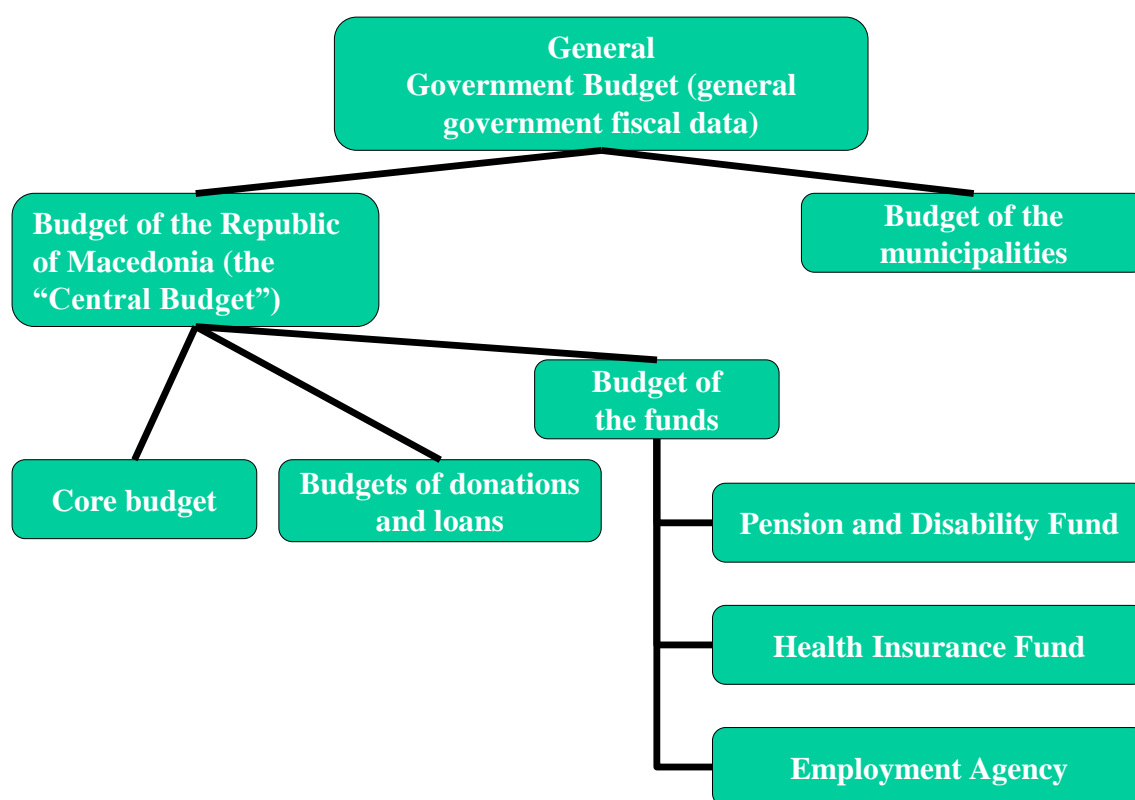 General
Government Budget (general
government fiscal data)
Budget of the Republic
of Macedonia (the
“Central Budget”)
Budget of the
municipalities
Budget of
the funds
Core budget
Budgets of donations
and loans
Pension and Disability Fund
Health Insurance Fund
Employment Agency